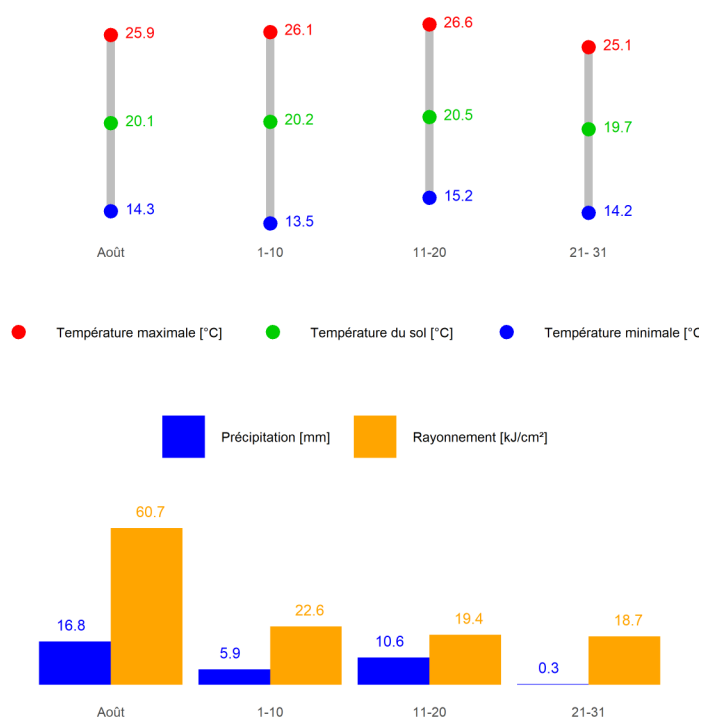 25.9 26.1 26.6 25.1
20.1 20.2 20.5 19.7
14.3 13.5 15.2 14.2
Août 1-10 11-20 21- 31
Température maximale [°C] Température du sol [°C] Température minimale [°C
Précipitation [mm] Rayonnement [kJ/cm²]
60.7
16.8 22.6 19.4 18.7
5.9 10.6 0.3
Août 1-10 11-20 21-31